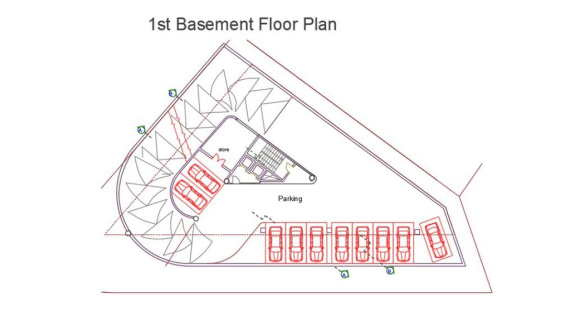 1st Basement Floor Plan
B
A
store
Parking
A
B